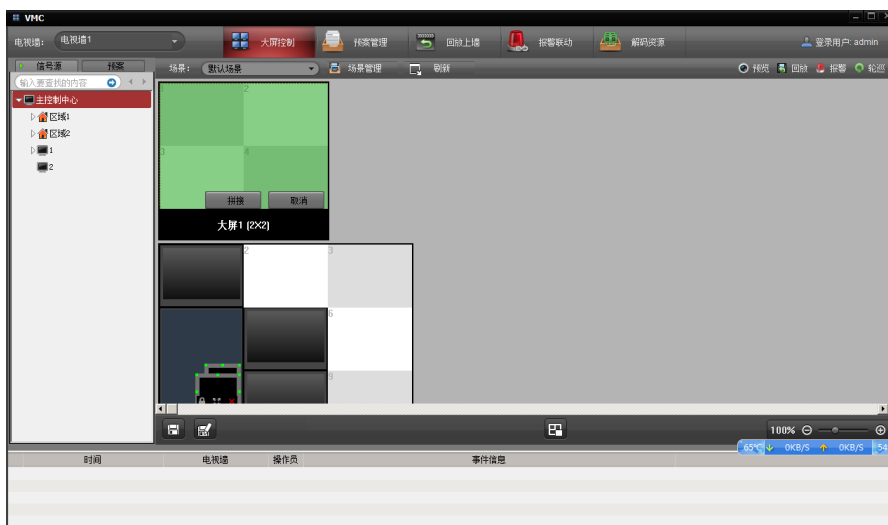 VMC
电视墙: 电视墙1 大屏控制 预案管理 回放上墙 报警联动 解码资源 登录用户: admin
信号源 预案 场景: 默认场景 场景管理 刷新 预览 回放 报警 轮巡
输入要查找的内容
主控制中心
区域1
区域2
1
2
1 2
3 4
拼接 取消
大屏1 (2X2)
2 3
6
9
100%
65℃ 0KB/S 0KB/S 54
时间 电视墙 操作员 事件信息